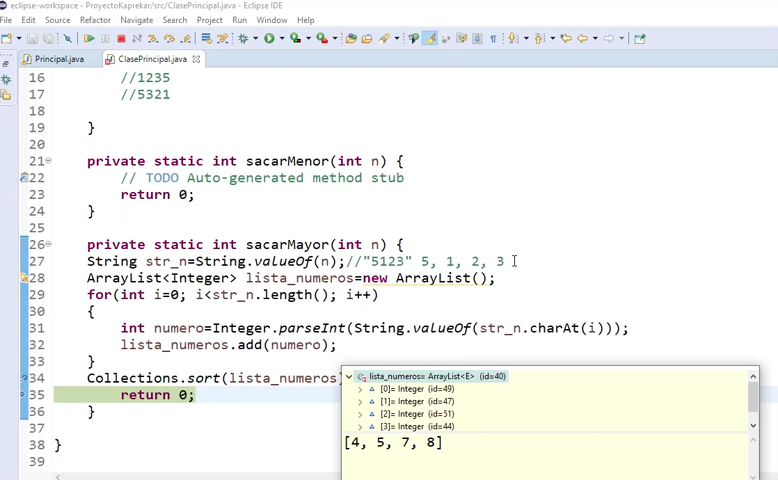 eclipse-workspace - ProyectoKaprekar/src/ClasePrincipal.java - Eclipse IDE
File Edit Source Refactor Navigate Search Project Run Window Help
Principal.java ClasePrincipal.java
16 //1235
17 //5321
18
19 }
20
21 private static int sacarMenor(int n) {
22 // TODO Auto-generated method stub
23 return 0;
24 }
25
26 private static int sacarMayor(int n) {
27 String str_n=String.valueOf(n);//"5123" 5, 1, 2, 3
28 ArrayList<Integer> lista_numeros=new ArrayList();
29 for(int i=0; i<str_n.length(); i++)
30 {
31 int numero=Integer.parseInt(String.valueOf(str_n.charAt(i)));
32 lista_numeros.add(numero);
33 }
34 Collections.sort(lista_numeros)
35 return 0;
36 }
37
38 }
39
lista_numeros= ArrayList<E> (id=40)
[0]= Integer (id=49)
[1]= Integer (id=47)
[2]= Integer (id=51)
[3]= Integer (id=44)
[4, 5, 7, 8]